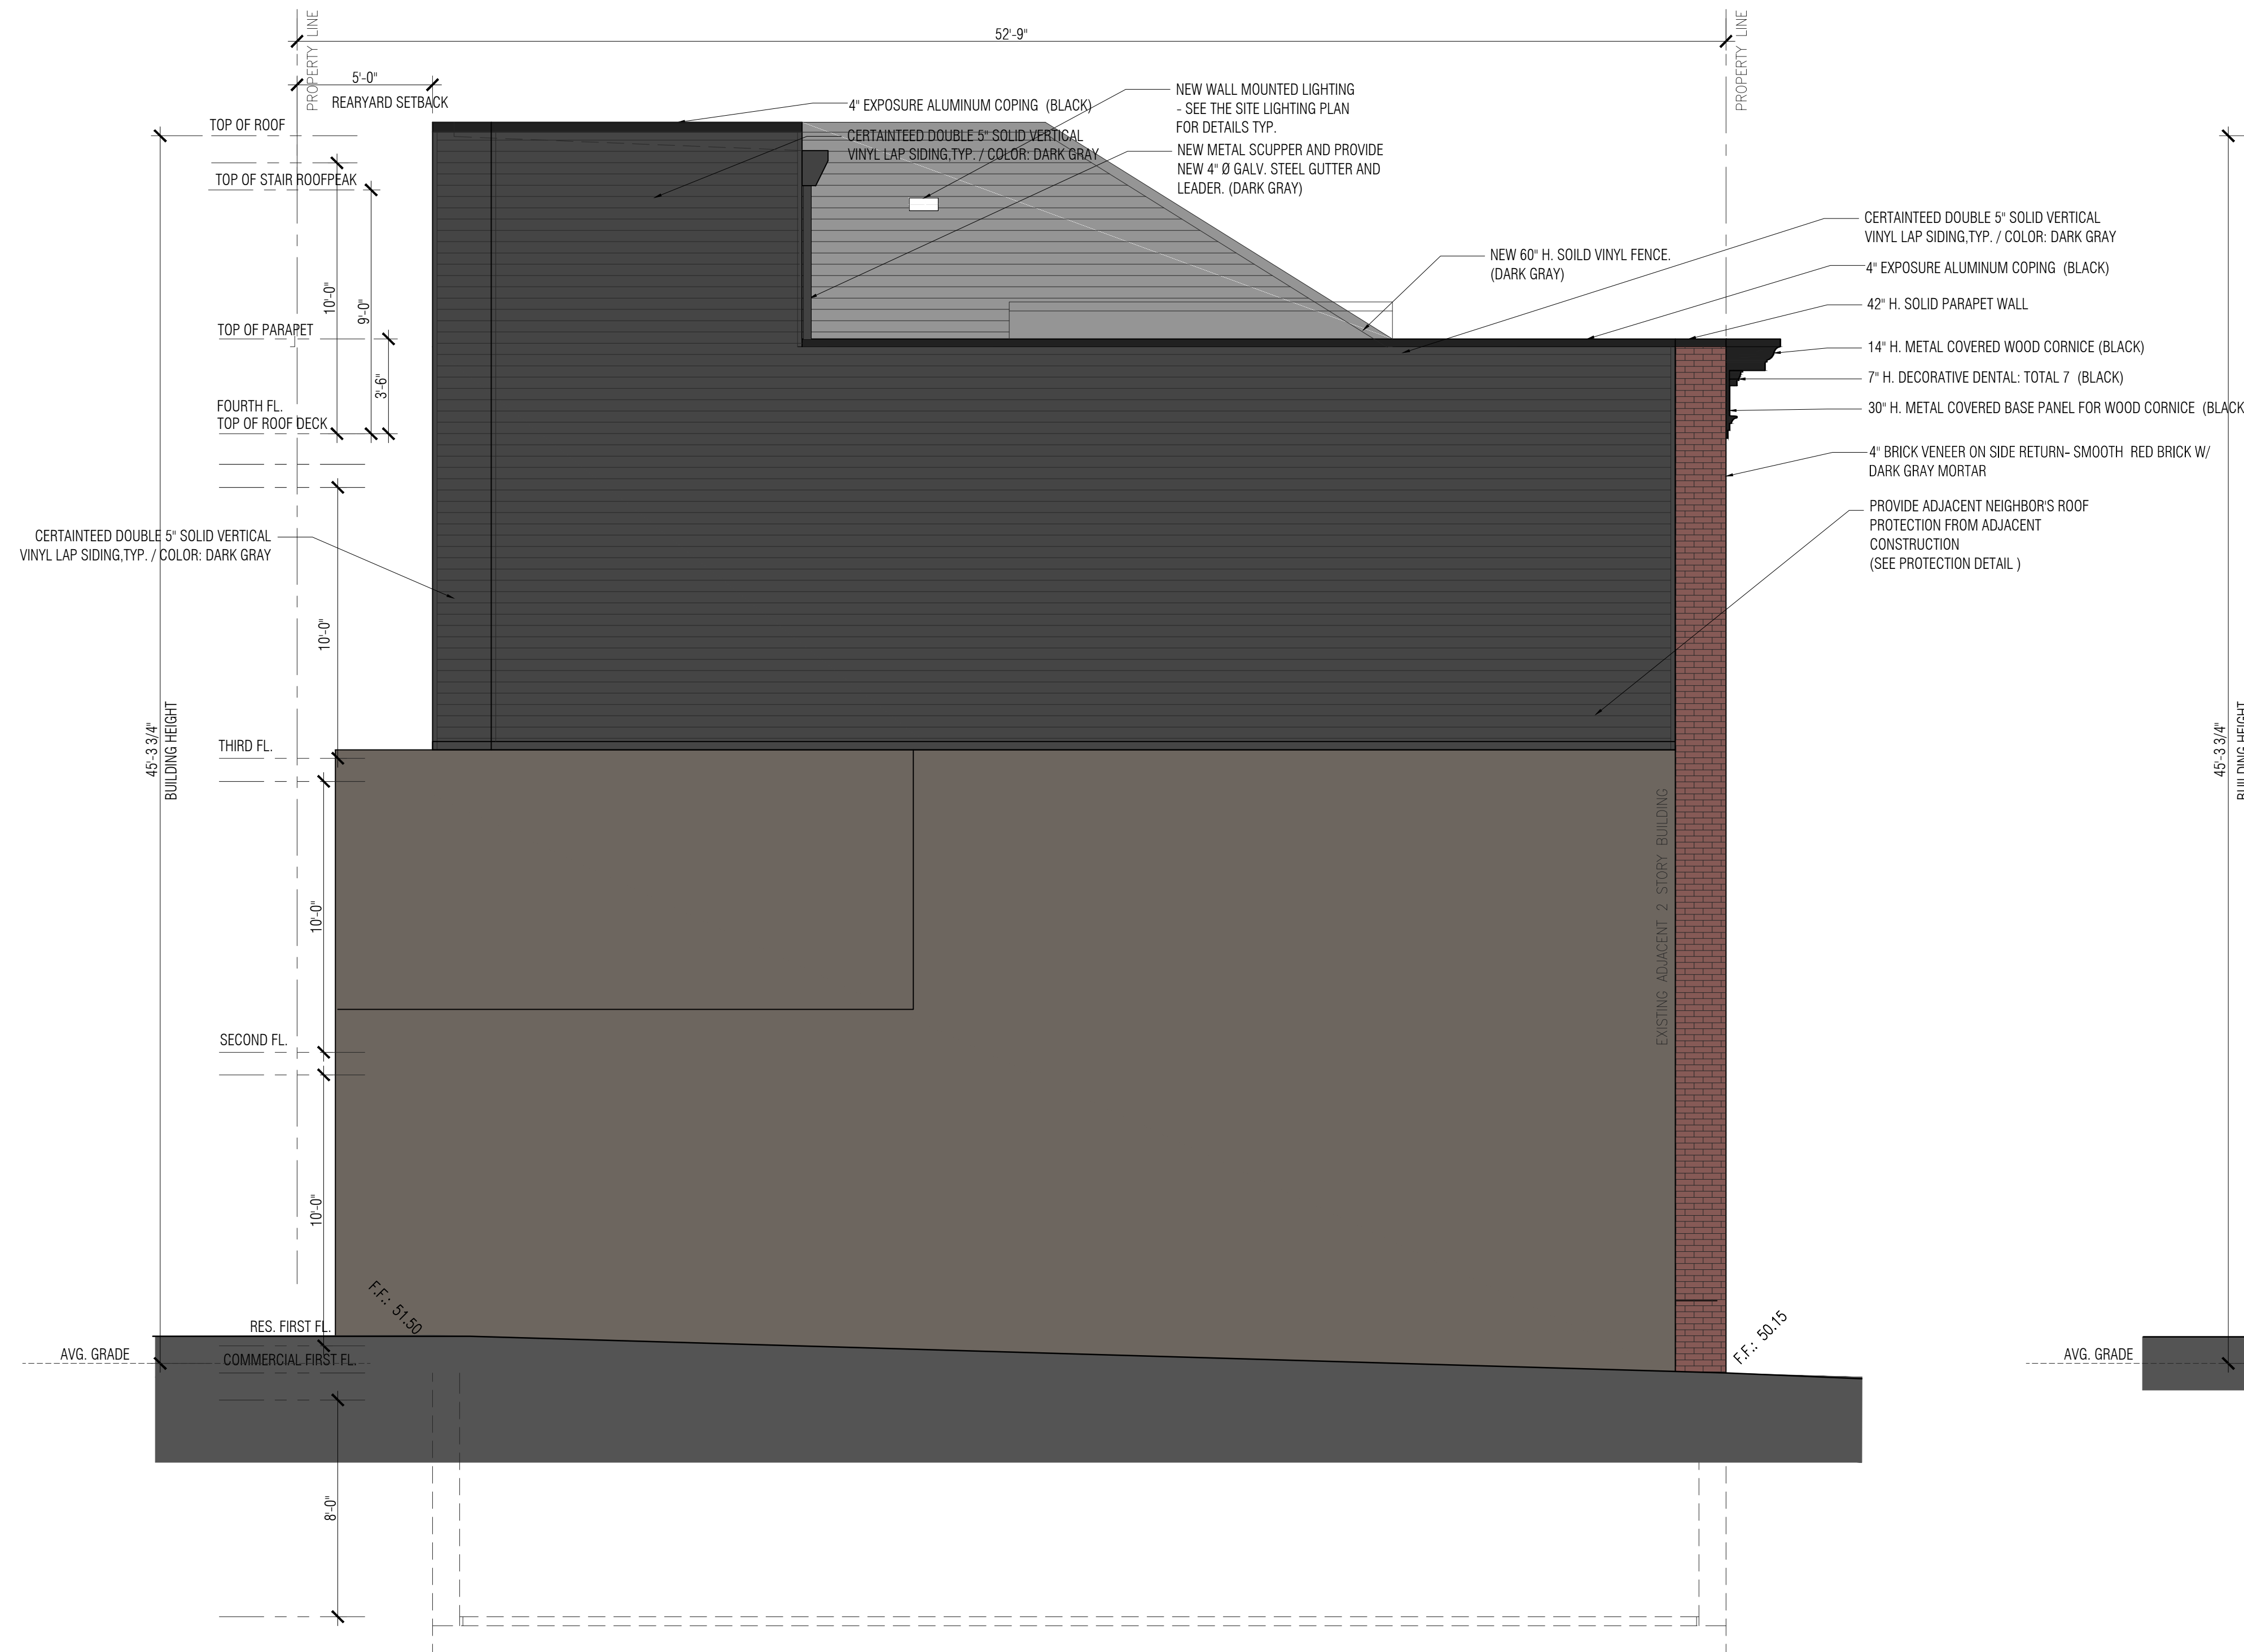 PROPERTY LINE
52'-9"
PROPERTY LINE
5'-0"
REARYARD SETBACK
4" EXPOSURE ALUMINUM COPING (BLACK)
CERTAINTEED DOUBLE 5" SOLID VERTICAL
VINYL LAP SIDING,TYP. / COLOR: DARK GRAY
NEW WALL MOUNTED LIGHTING
- SEE THE SITE LIGHTING PLAN
FOR DETAILS TYP.
NEW METAL SCUPPER AND PROVIDE
NEW 4" Ø GALV. STEEL GUTTER AND
LEADER. (DARK GRAY)
TOP OF ROOF
TOP OF STAIR ROOFPEAK
10'-0"
9'-0"
TOP OF PARAPET
3'-6"
FOURTH FL.
TOP OF ROOF DECK
NEW 60" H. SOILD VINYL FENCE.
(DARK GRAY)
CERTAINTEED DOUBLE 5" SOLID VERTICAL
VINYL LAP SIDING,TYP. / COLOR: DARK GRAY
4" EXPOSURE ALUMINUM COPING (BLACK)
42" H. SOLID PARAPET WALL
14" H. METAL COVERED WOOD CORNICE (BLACK)
7" H. DECORATIVE DENTAL: TOTAL 7 (BLACK)
30" H. METAL COVERED BASE PANEL FOR WOOD CORNICE (BLACK
4" BRICK VENEER ON SIDE RETURN- SMOOTH RED BRICK W/
DARK GRAY MORTAR
PROVIDE ADJACENT NEIGHBOR'S ROOF
PROTECTION FROM ADJACENT
CONSTRUCTION
(SEE PROTECTION DETAIL )
CERTAINTEED DOUBLE 5" SOLID VERTICAL
VINYL LAP SIDING,TYP. / COLOR: DARK GRAY
10'-0"
45'-3 3/4"
BUILDING HEIGHT
THIRD FL.
10'-0"
EXISTING ADJACENT 2 STORY BUILDING
SECOND FL.
10'-0"
F.F.: 51.50
RES. FIRST FL.
AVG. GRADE
COMMERCIAL FIRST FL.
F.F.: 50.15
8'-0"
45'-3 3/4"
BUILDING HEIGHT
AVG. GRADE